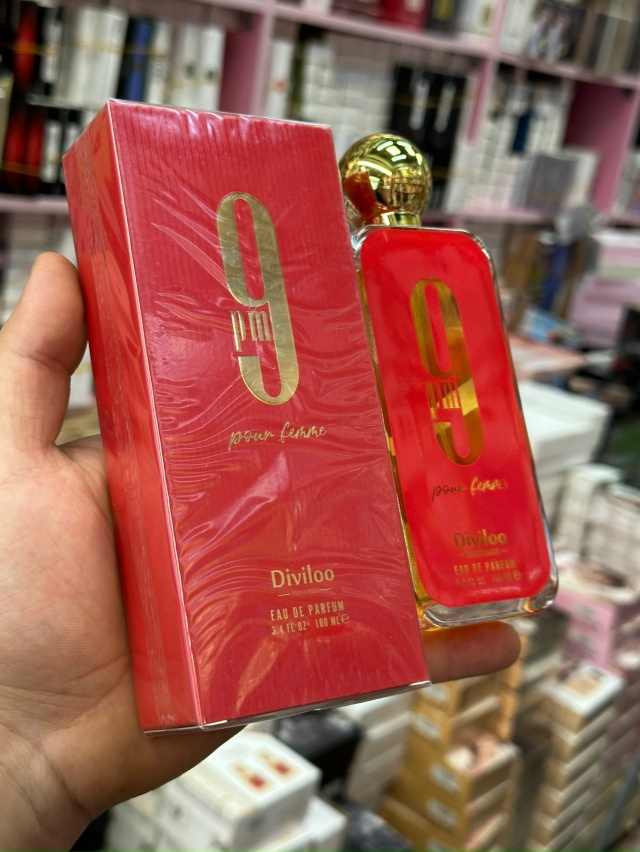 9
pm
pour femme
Diviloo
EAU DE PARFUM
3.4 FL OZ 100 ML℮
9
pm
pour femme
Diviloo
EAU DE PARFUM